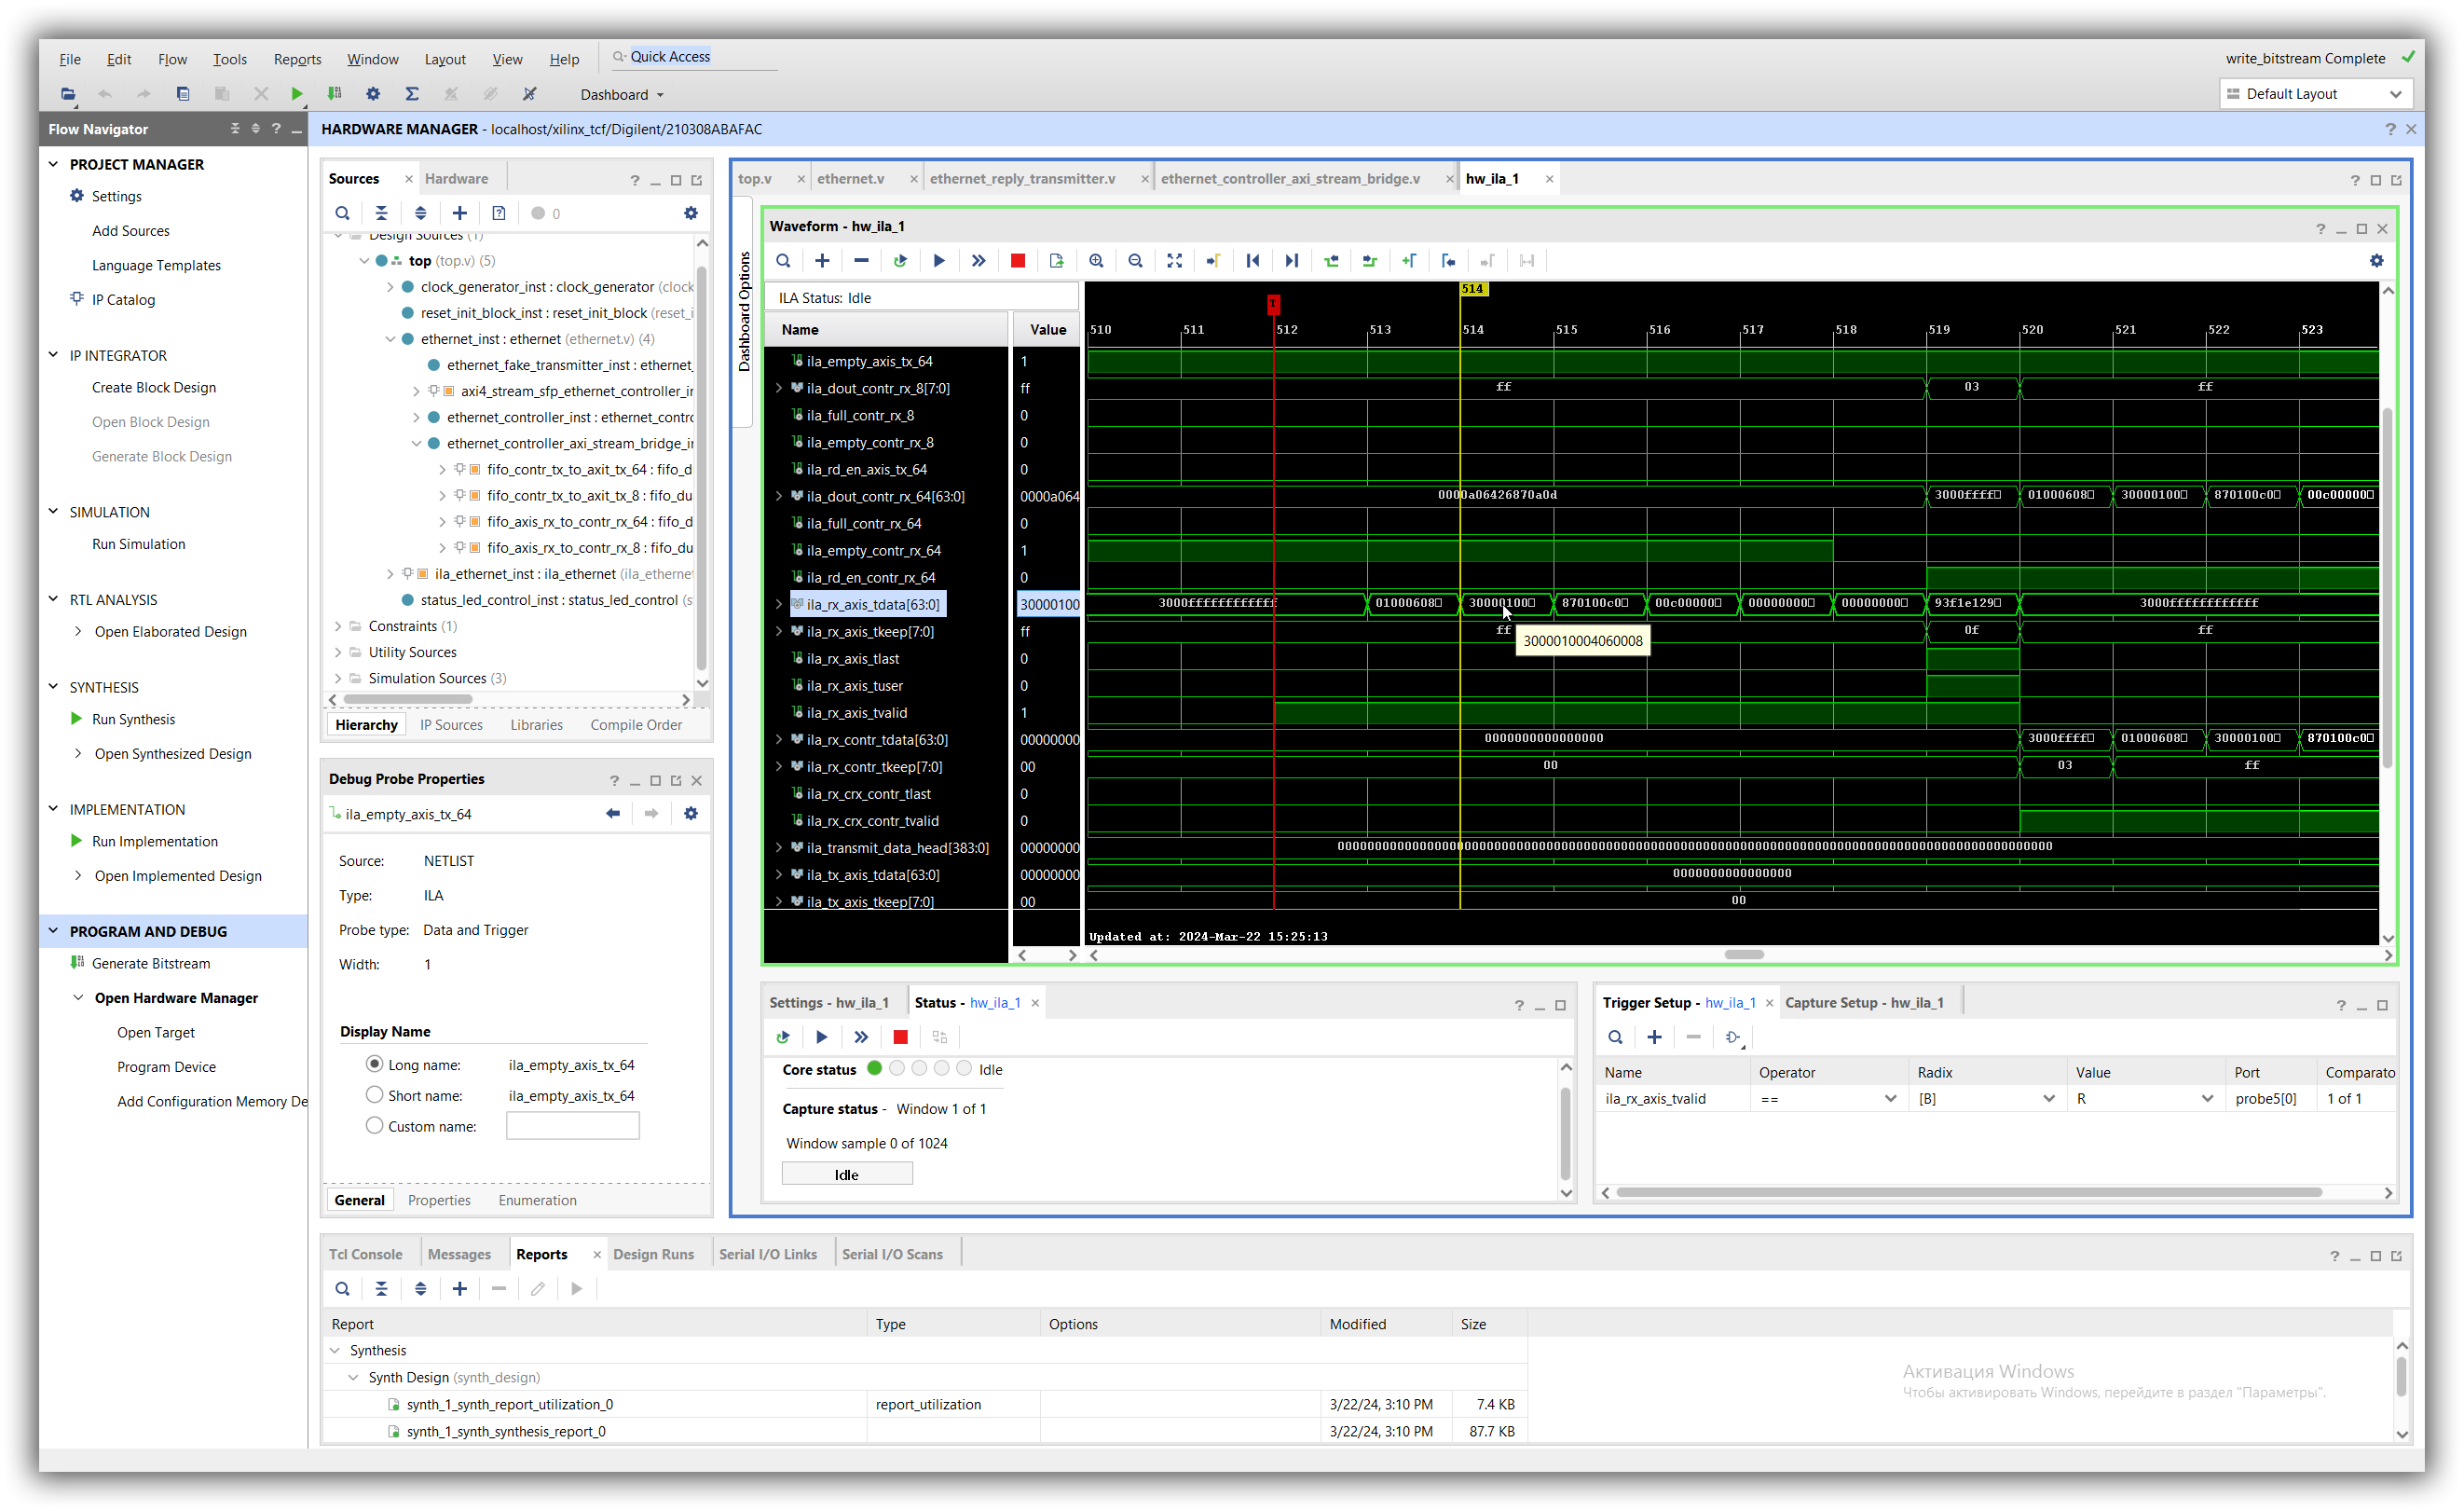 File Edit Flow Tools Reports Window Layout View Help Quick Access
write_bitstream Complete
Dashboard
Default Layout
Flow Navigator
HARDWARE MANAGER - localhost/xilinx_tcf/Digilent/210308ABAFAC
PROJECT MANAGER
Settings
Add Sources
Language Templates
IP Catalog
IP INTEGRATOR
Create Block Design
Open Block Design
Generate Block Design
SIMULATION
Run Simulation
RTL ANALYSIS
Open Elaborated Design
SYNTHESIS
Run Synthesis
Open Synthesized Design
IMPLEMENTATION
Run Implementation
Open Implemented Design
PROGRAM AND DEBUG
Generate Bitstream
Open Hardware Manager
Open Target
Program Device
Add Configuration Memory De
Sources Hardware
0
Design Sources (1)
top (top.v) (5)
clock_generator_inst : clock_generator (clock
reset_init_block_inst : reset_init_block (reset_i
ethernet_inst : ethernet (ethernet.v) (4)
ethernet_fake_transmitter_inst : ethernet_
axi4_stream_sfp_ethernet_controller_ir
ethernet_controller_inst : ethernet_contro
ethernet_controller_axi_stream_bridge_ir
fifo_contr_tx_to_axit_tx_64 : fifo_d
fifo_contr_tx_to_axit_tx_8 : fifo_du
fifo_axis_rx_to_contr_rx_64 : fifo_d
fifo_axis_rx_to_contr_rx_8 : fifo_du
ila_ethernet_inst : ila_ethernet (ila_ethernet
status_led_control_inst : status_led_control (s
Constraints (1)
Utility Sources
Simulation Sources (3)
Hierarchy IP Sources Libraries Compile Order
Debug Probe Properties
ila_empty_axis_tx_64
Source: NETLIST
Type: ILA
Probe type: Data and Trigger
Width: 1
Display Name
Long name: ila_empty_axis_tx_64
Short name: ila_empty_axis_tx_64
Custom name:
General Properties Enumeration
top.v ethernet.v ethernet_reply_transmitter.v ethernet_controller_axi_stream_bridge.v hw_ila_1
Dashboard Options
Waveform - hw_ila_1
ILA Status: Idle
514
Name Value
510 511 512 513 514 515 516 517 518 519 520 521 522 523
ila_empty_axis_tx_64 1
ila_dout_contr_rx_8[7:0] ff ff 03 ff
ila_full_contr_rx_8 0
ila_empty_contr_rx_8 0
ila_rd_en_axis_tx_64 0
ila_dout_contr_rx_64[63:0] 0000a064 0000a06426870a0d 3000ffff 01000608 30000100 870100c0 00c00000
ila_full_contr_rx_64 0
ila_empty_contr_rx_64 1
ila_rd_en_contr_rx_64 0
ila_rx_axis_tdata[63:0] 30000100 3000ffffffffffff 01000608 30000100 870100c0 00c00000 00000000 00000000 93f1e129 3000ffffffffffff
ila_rx_axis_tkeep[7:0] ff ff 0f ff
3000010004060008
ila_rx_axis_tlast 0
ila_rx_axis_tuser 0
ila_rx_axis_tvalid 1
ila_rx_contr_tdata[63:0] 00000000 0000000000000000 3000ffff 01000608 30000100 870100c0
ila_rx_contr_tkeep[7:0] 00 00 03 ff
ila_rx_crx_contr_tlast 0
ila_rx_crx_contr_tvalid 0
ila_transmit_data_head[383:0] 00000000 000000000000000000000000000000000000000000000000000000000000000000000000000000000000000000000000
ila_tx_axis_tdata[63:0] 00000000 0000000000000000
ila_tx_axis_tkeep[7:0] 00 00
Updated at: 2024-Mar-22 15:25:13
Settings - hw_ila_1 Status - hw_ila_1
Core status Idle
Capture status - Window 1 of 1
Window sample 0 of 1024
Idle
Trigger Setup - hw_ila_1 Capture Setup - hw_ila_1
Name Operator Radix Value Port Comparato
ila_rx_axis_tvalid == [B] R probe5[0] 1 of 1
Tcl Console Messages Reports Design Runs Serial I/O Links Serial I/O Scans
Report Type Options Modified Size
Synthesis
Synth Design (synth_design)
synth_1_synth_report_utilization_0 report_utilization 3/22/24, 3:10 PM 7.4 KB
synth_1_synth_synthesis_report_0 3/22/24, 3:10 PM 87.7 KB
Активация Windows
Чтобы активировать Windows, перейдите в раздел "Параметры".